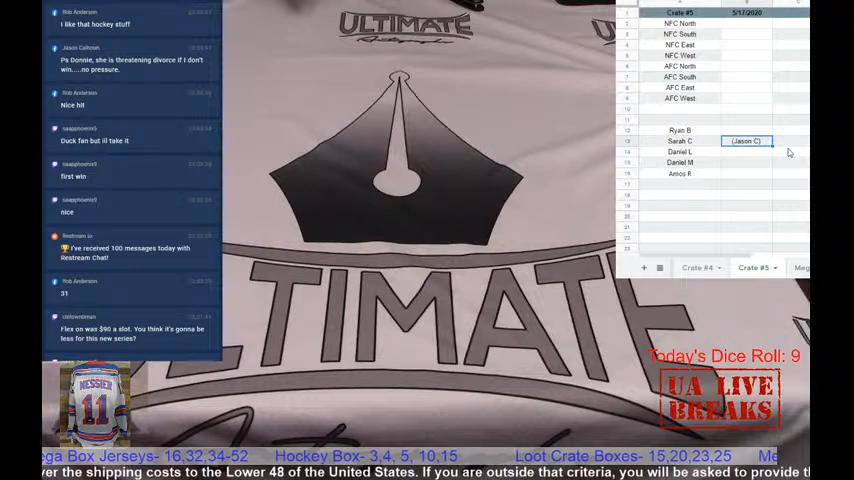 Rob Anderson
I like that hockey stuff
Jason Calhoun
Ps Donnie, she is threatening divorce if I don't
win.....no pressure.
Rob Anderson
Nice hit
saapphoenix9
Duck fan but ill take it
saapphoenix9
first win
saapphoenix9
nice
Restream.io
🏆 I've received 100 messages today with
Restream Chat!
Rob Anderson
31
Flex on was $90 a slot. You think it's gonna be
less for this new series?
ULTIMATE
ULTIMATE
Crate #5 5/17/2020
NFC North
NFC South
NFC East
NFC West
AFC North
AFC South
AFC East
AFC West
Ryan B
Sarah C (Jason C)
Daniel L
Daniel M
Amos R
Crate #4 Crate #5 Meg
Today's Dice Roll: 9
UA LIVE
BREAKS
MESSIER
11
ega Box Jerseys- 16,32,34-52 Hockey Box- 3,4, 5, 10,15 Loot Crate Boxes- 15,20,23,25 Me
ver the shipping costs to the Lower 48 of the United States. If you are outside that criteria, you will be asked to provide th